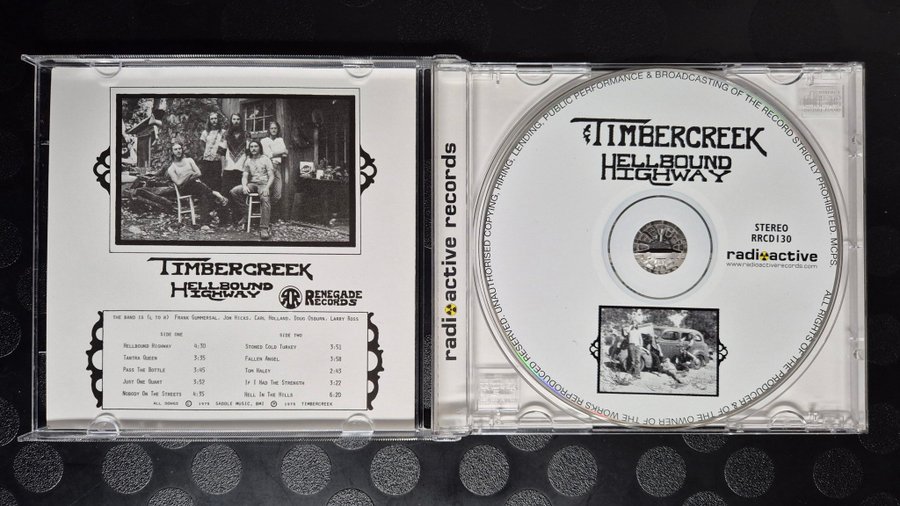 TIMBERCREEK
HELLBOUND
HIGHWAY
RR RENEGADE
RECORDS
THE BAND IS (L TO R) FRANK GUMMERSAL, JON HICKS, CARL HOLLAND, DOUG OSBURN, LARRY ROSS
SIDE ONE
HELLBOUND HIGHWAY 4:30
TANTRA QUEEN 3:35
PASS THE BOTTLE 3:45
JUST ONE QUART 3:32
NOBODY ON THE STREETS 4:35
SIDE TWO
STONED COLD TURKEY 3:51
FALLEN ANGEL 3:58
TOM HALEY 2:43
IF I HAD THE STRENGTH 3:22
HELL IN THE HILLS 6:20
ALL SONGS © 1975 SADDLE MUSIC, BMI ℗ 1975 TIMBERCREEK
radioactive records
TIMBERCREEK
HELLBOUND
HIGHWAY
STEREO
RRCD130
radioactive
www.radioactiverecords.com
ALL RIGHTS OF THE PRODUCER & OF THE OWNER OF THE WORKS REPRODUCED RESERVED. UNAUTHORISED COPYING, HIRING, LENDING, PUBLIC PERFORMANCE & BROADCASTING OF THE RECORD STRICTLY PROHIBITED. MCPS